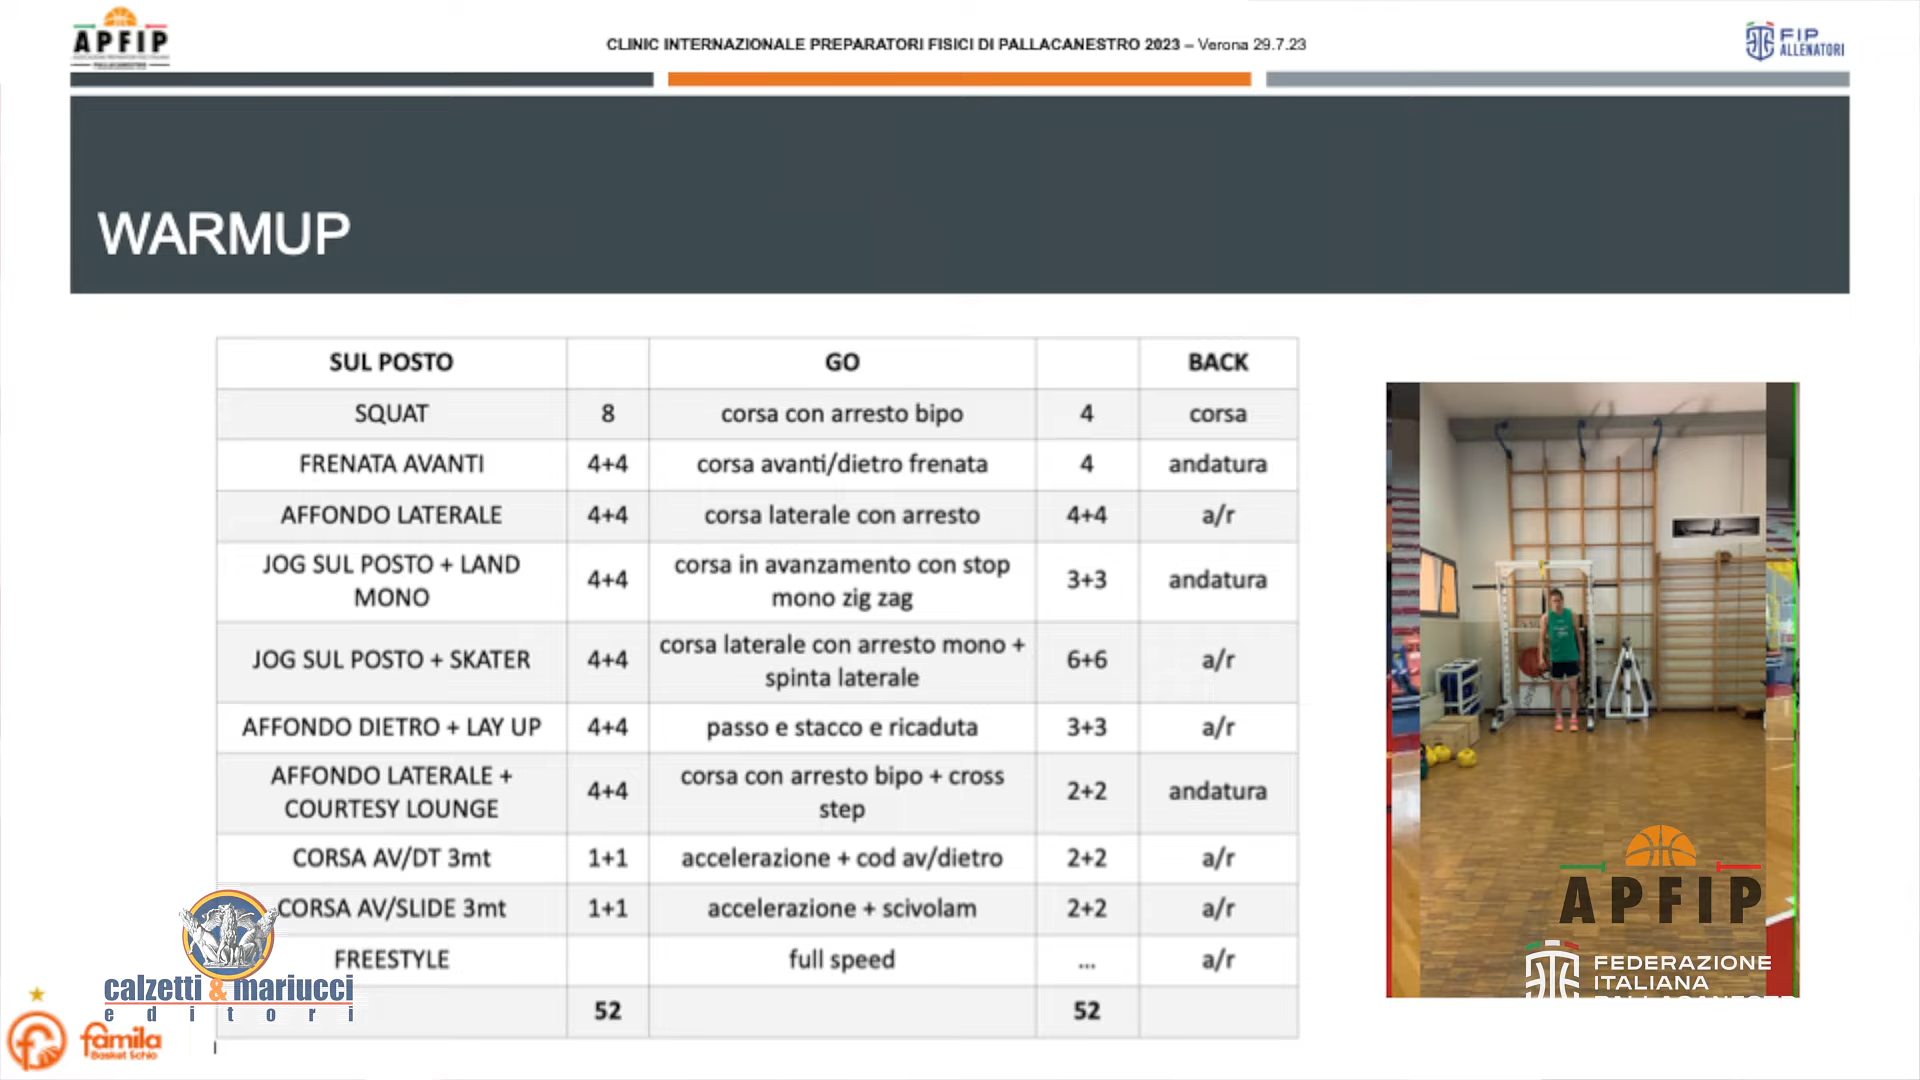 APFIP
CLINIC INTERNAZIONALE PREPARATORI FISICI DI PALLACANESTRO 2023 – Verona 29.7.23
FIP
ALLENATORI
WARMUP
SUL POSTO GO BACK
SQUAT 8 corsa con arresto bipo 4 corsa
FRENATA AVANTI 4+4 corsa avanti/dietro frenata 4 andatura
AFFONDO LATERALE 4+4 corsa laterale con arresto 4+4 a/r
JOG SUL POSTO + LAND
MONO 4+4 corsa in avanzamento con stop
mono zig zag 3+3 andatura
JOG SUL POSTO + SKATER 4+4 corsa laterale con arresto mono +
spinta laterale 6+6 a/r
AFFONDO DIETRO + LAY UP 4+4 passo e stacco e ricaduta 3+3 a/r
AFFONDO LATERALE +
COURTESY LOUNGE 4+4 corsa con arresto bipo + cross
step 2+2 andatura
CORSA AV/DT 3mt 1+1 accelerazione + cod av/dietro 2+2 a/r
CORSA AV/SLIDE 3mt 1+1 accelerazione + scivolam 2+2 a/r
FREESTYLE full speed ... a/r
52 52
calzetti & mariucci
editori
famila
Basket Schio
APFIP
FEDERAZIONE
ITALIANA